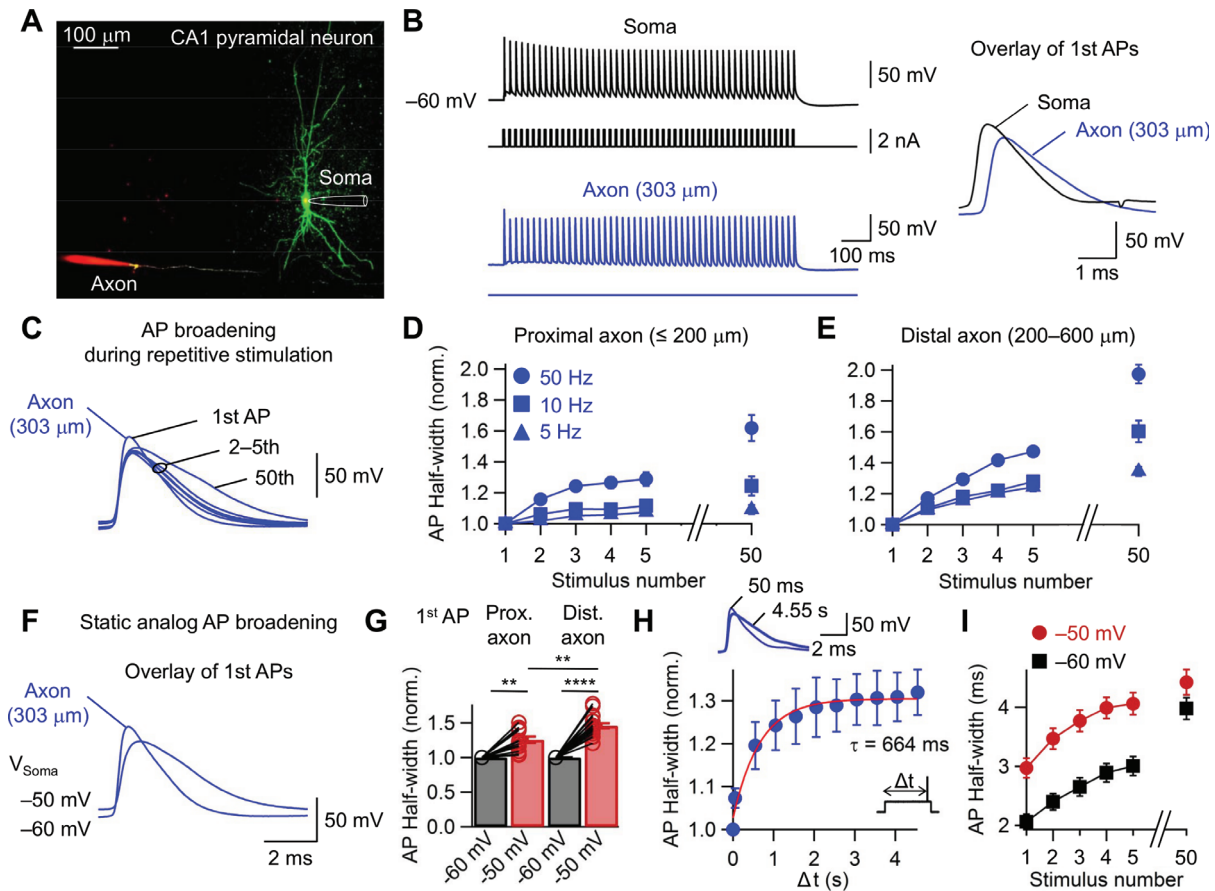 A
100 μm
CA1 pyramidal neuron
Soma
Axon
B
Soma
–60 mV
50 mV
2 nA
Axon (303 μm)
50 mV
100 ms
Overlay of 1st APs
Soma
Axon (303 μm)
50 mV
1 ms
C
AP broadening
during repetitive stimulation
Axon
(303 μm)
1st AP
2–5th
50th
50 mV
D
Proximal axon (≤ 200 μm)
AP Half-width (norm.)
2.0
1.8
1.6
1.4
1.2
1.0
50 Hz
10 Hz
5 Hz
1 2 3 4 5 50
Stimulus number
E
Distal axon (200–600 μm)
2.0
1.8
1.6
1.4
1.2
1.0
1 2 3 4 5 50
Stimulus number
F
Static analog AP broadening
Overlay of 1st APs
Axon
(303 μm)
VSoma
–50 mV
–60 mV
50 mV
2 ms
G
1st AP
Prox.
axon
Dist.
axon
**
** ****
AP Half-width (norm.)
1.5
1.0
0.5
0.0
-60 mV
-50 mV
-60 mV
-50 mV
H
50 ms
4.55 s
50 mV
2 ms
AP Half-width (norm.)
1.3
1.2
1.1
1.0
τ = 664 ms
Δt
0 1 2 3 4
Δt (s)
I
–50 mV
–60 mV
AP Half-width (ms)
4
3
2
1 2 3 4 5 50
Stimulus number